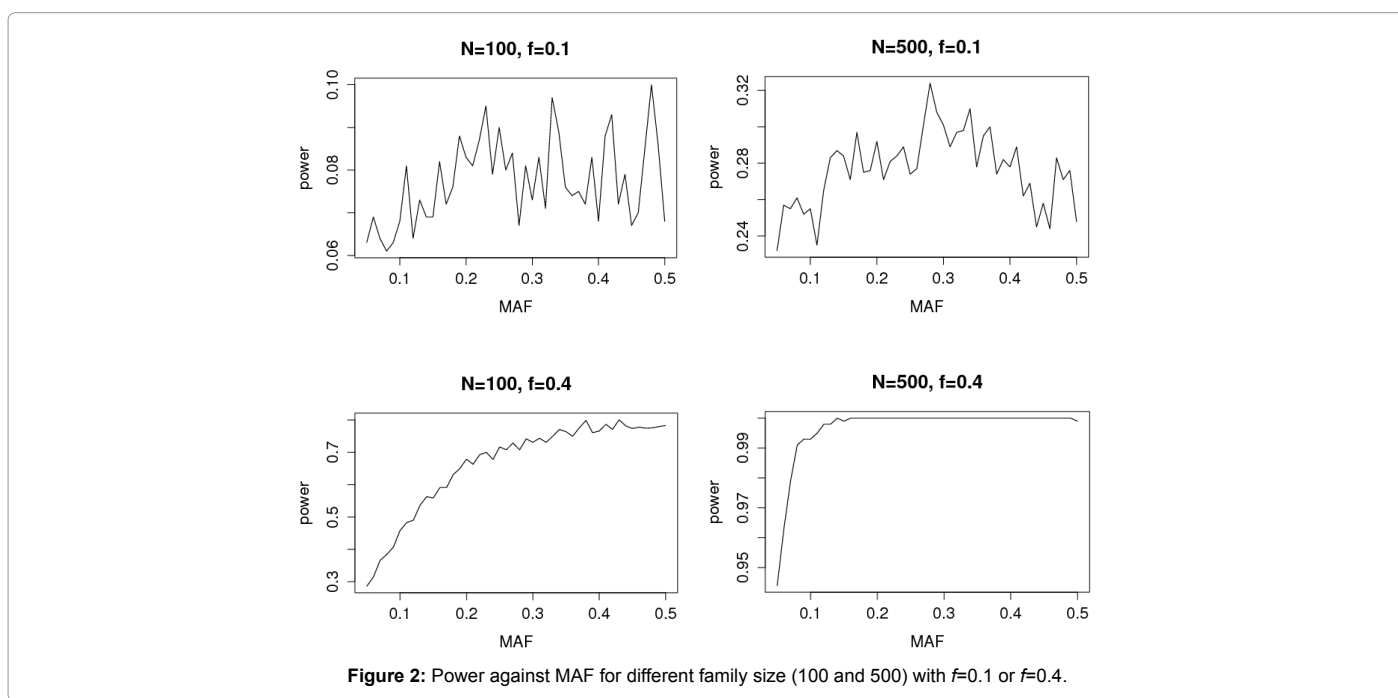 N=100, f=0.1
power
0.10
0.08
0.06
0.1 0.2 0.3 0.4 0.5
MAF
N=500, f=0.1
power
0.32
0.28
0.24
0.1 0.2 0.3 0.4 0.5
MAF
N=100, f=0.4
power
0.7
0.5
0.3
0.1 0.2 0.3 0.4 0.5
MAF
N=500, f=0.4
power
0.99
0.97
0.95
0.1 0.2 0.3 0.4 0.5
MAF
Figure 2: Power against MAF for different family size (100 and 500) with f=0.1 or f=0.4.